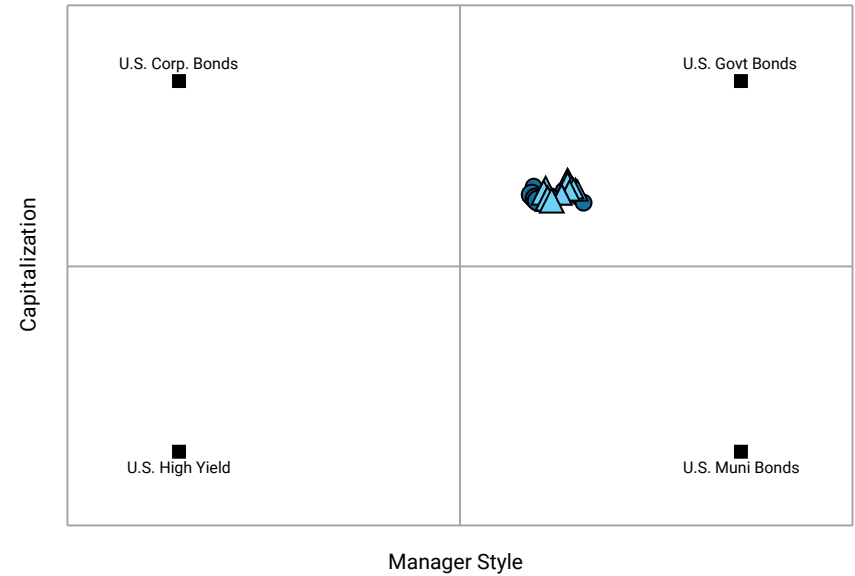 U.S. Corp. Bonds
U.S. Govt Bonds
Capitalization
U.S. High Yield
U.S. Muni Bonds
Manager Style